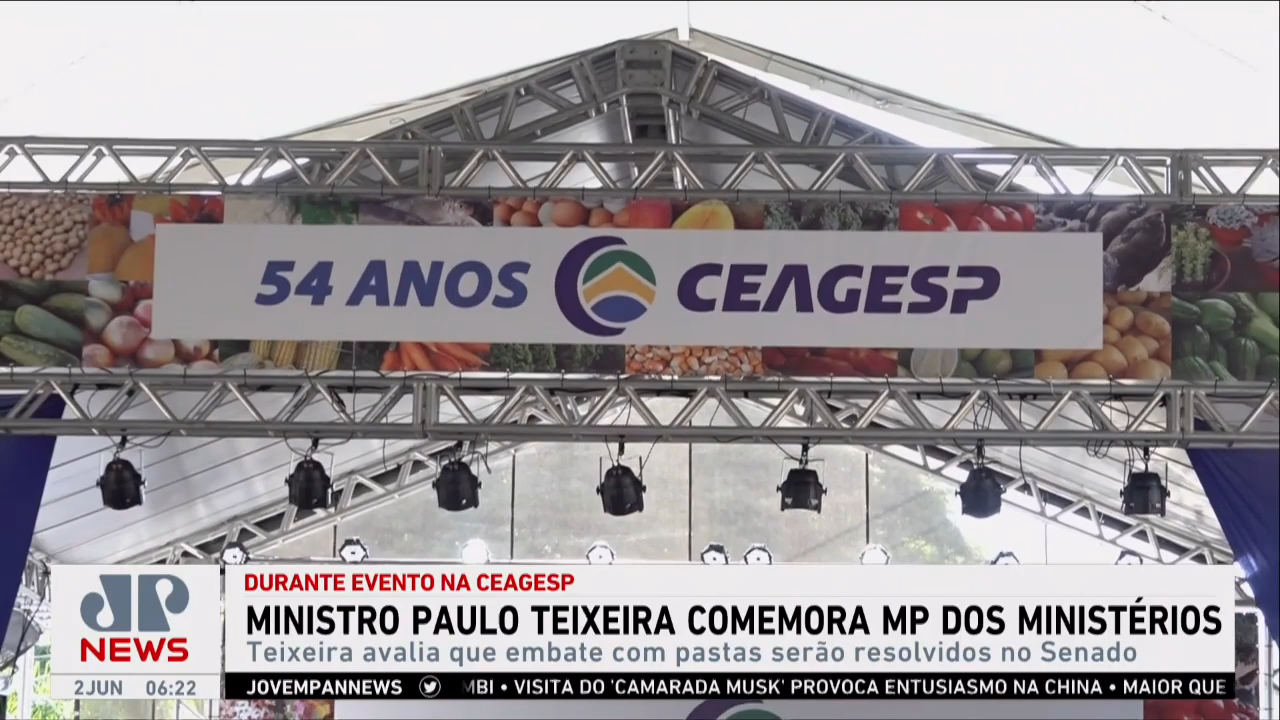 54 ANOS CEAGESP
DURANTE EVENTO NA CEAGESP
MINISTRO PAULO TEIXEIRA COMEMORA MP DOS MINISTÉRIOS
Teixeira avalia que embate com pastas serão resolvidos no Senado
JP
NEWS
2JUN 06:22
JOVEMPANNEWS MBI • VISITA DO 'CAMARADA MUSK' PROVOCA ENTUSIASMO NA CHINA • MAIOR QUE